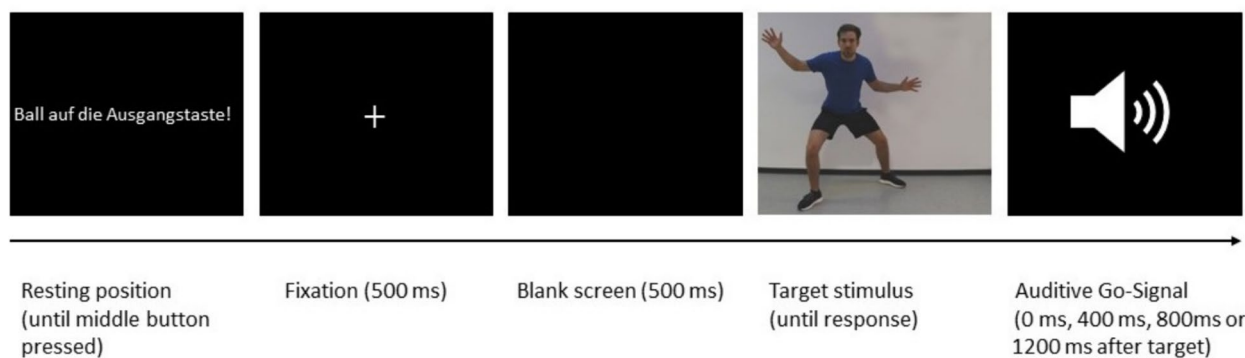 Ball auf die Ausgangstaste!
Resting position
(until middle button
pressed)
Fixation (500 ms)
Blank screen (500 ms)
Target stimulus
(until response)
Auditive Go-Signal
(0 ms, 400 ms, 800ms or
1200 ms after target)